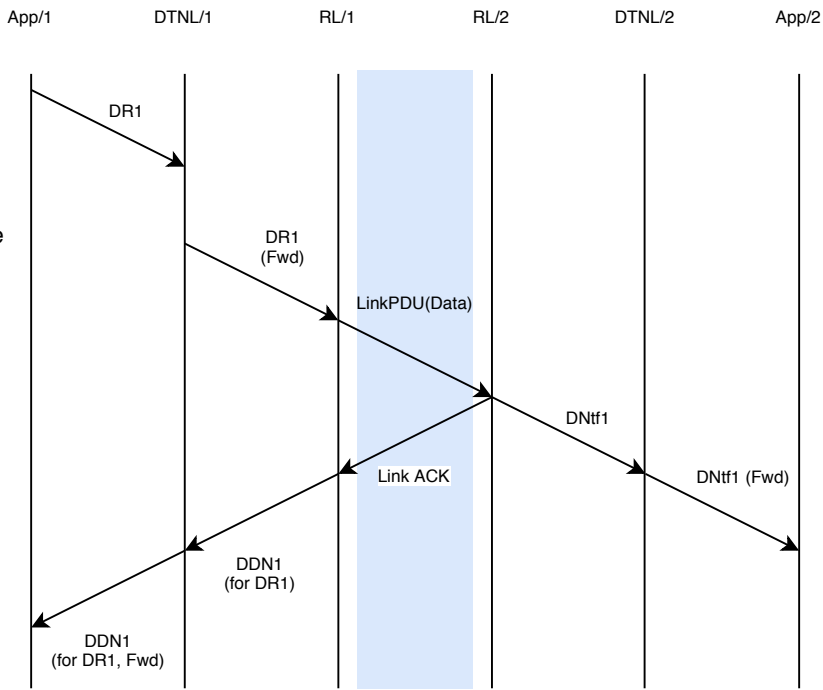 App/1 DTNL/1 RL/1 RL/2 DTNL/2 App/2
DR1
e
DR1
(Fwd)
LinkPDU(Data)
DNtf1
Link ACK
DNtf1 (Fwd)
DDN1
(for DR1)
DDN1
(for DR1, Fwd)